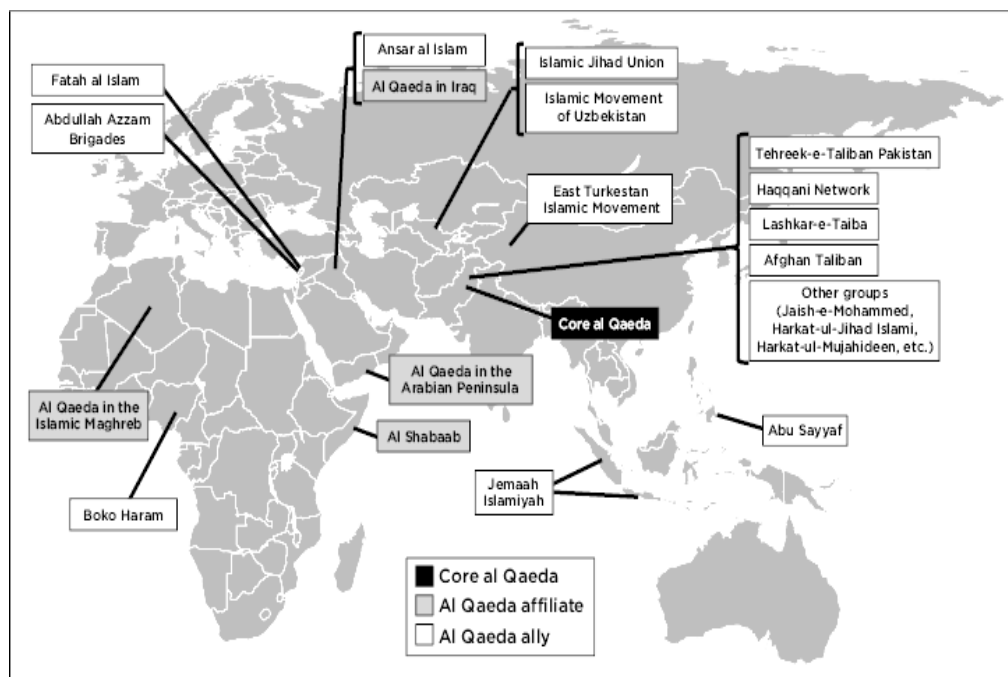 Ansar al Islam
Al Qaeda in Iraq
Islamic Jihad Union
Islamic Movement
of Uzbekistan
Fatah al Islam
Abdullah Azzam
Brigades
Tehreek-e-Taliban Pakistan
Haqqani Network
Lashkar-e-Taiba
Afghan Taliban
Other groups
(Jaish-e-Mohammed,
Harkat-ul-Jihad Islami,
Harkat-ul-Mujahideen, etc.)
East Turkestan
Islamic Movement
Core al Qaeda
Al Qaeda in the
Arabian Peninsula
Al Qaeda in the
Islamic Maghreb
Al Shabaab
Abu Sayyaf
Jemaah
Islamiyah
Boko Haram
Core al Qaeda
Al Qaeda affiliate
Al Qaeda ally